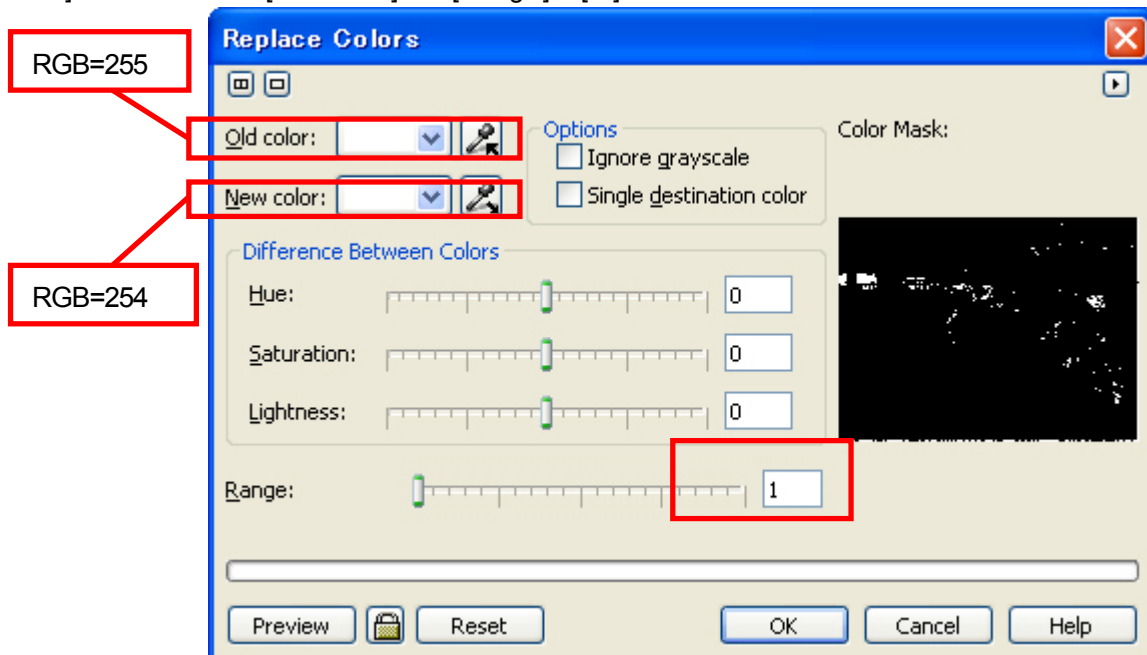 Replace Colors
RGB=255
Old color:
Options
Color Mask:
Ignore grayscale
New color:
Single destination color
Difference Between Colors
RGB=254
Hue:
0
Saturation:
0
Lightness:
0
Range:
1
Preview
Reset
OK
Cancel
Help